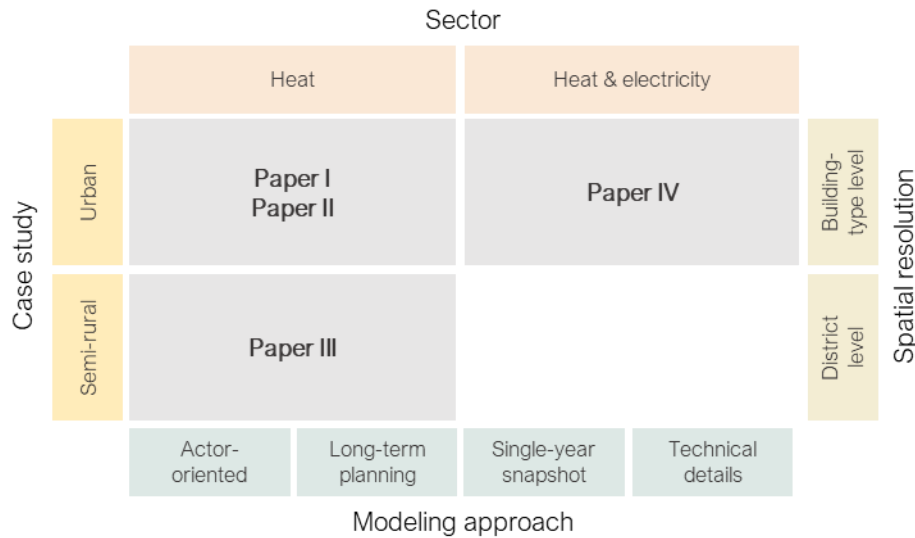 Sector
Heat
Heat & electricity
Case study
Urban
Paper I
Paper II
Paper IV
Building-
type level
Spatial resolution
Semi-rural
Paper III
District
level
Actor-
oriented
Long-term
planning
Single-year
snapshot
Technical
details
Modeling approach